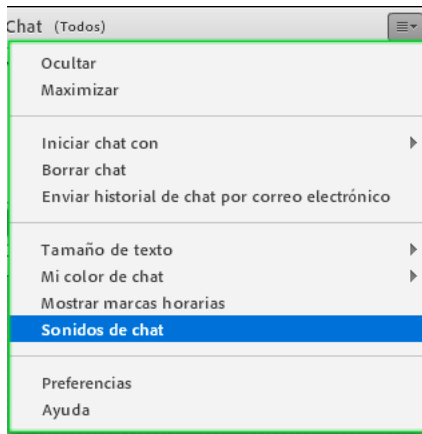 Chat (Todos)
Ocultar
Maximizar
Iniciar chat con
Borrar chat
Enviar historial de chat por correo electrónico
Tamaño de texto
Mi color de chat
Mostrar marcas horarias
Sonidos de chat
Preferencias
Ayuda